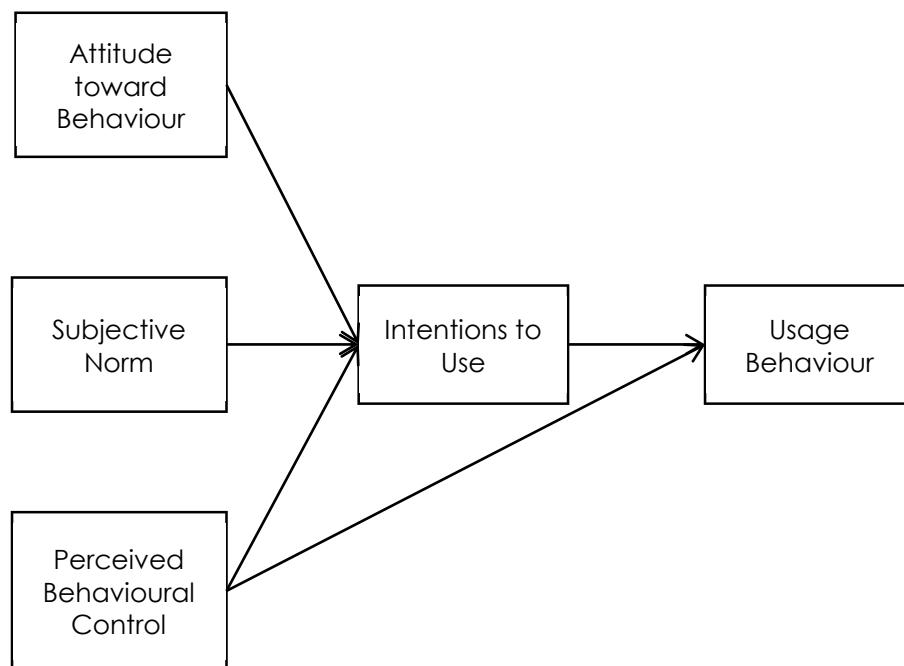 Attitude
toward
Behaviour
Subjective
Norm
Intentions to
Use
Usage
Behaviour
Perceived
Behavioural
Control